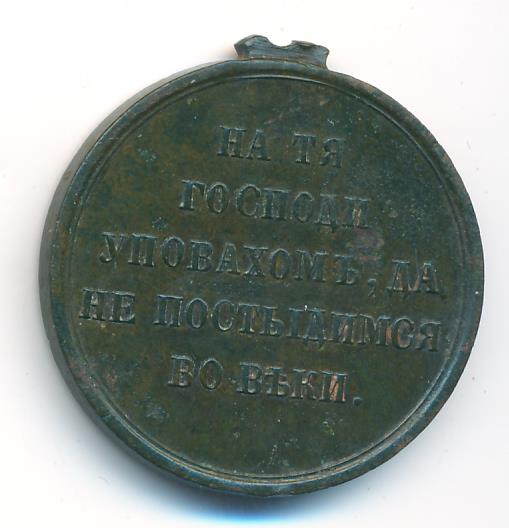 НА ТЯ
ГОСПОДИ
УПОВАХОМЪ, ДА
НЕ ПОСТЫДИМСЯ
ВО ВѢКИ.